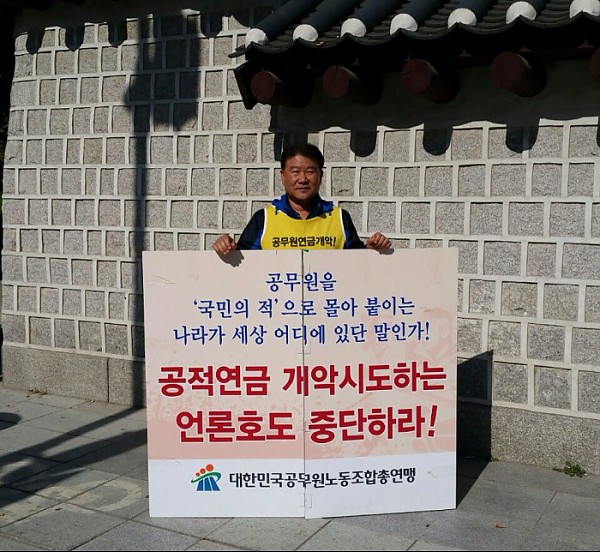 공무원연금개악!
공무원을
‘국민의 적’으로 몰아 붙이는
나라가 세상 어디에 있단 말인가!
공적연금 개악시도하는
언론호도 중단하라!
대한민국공무원노동조합총연맹